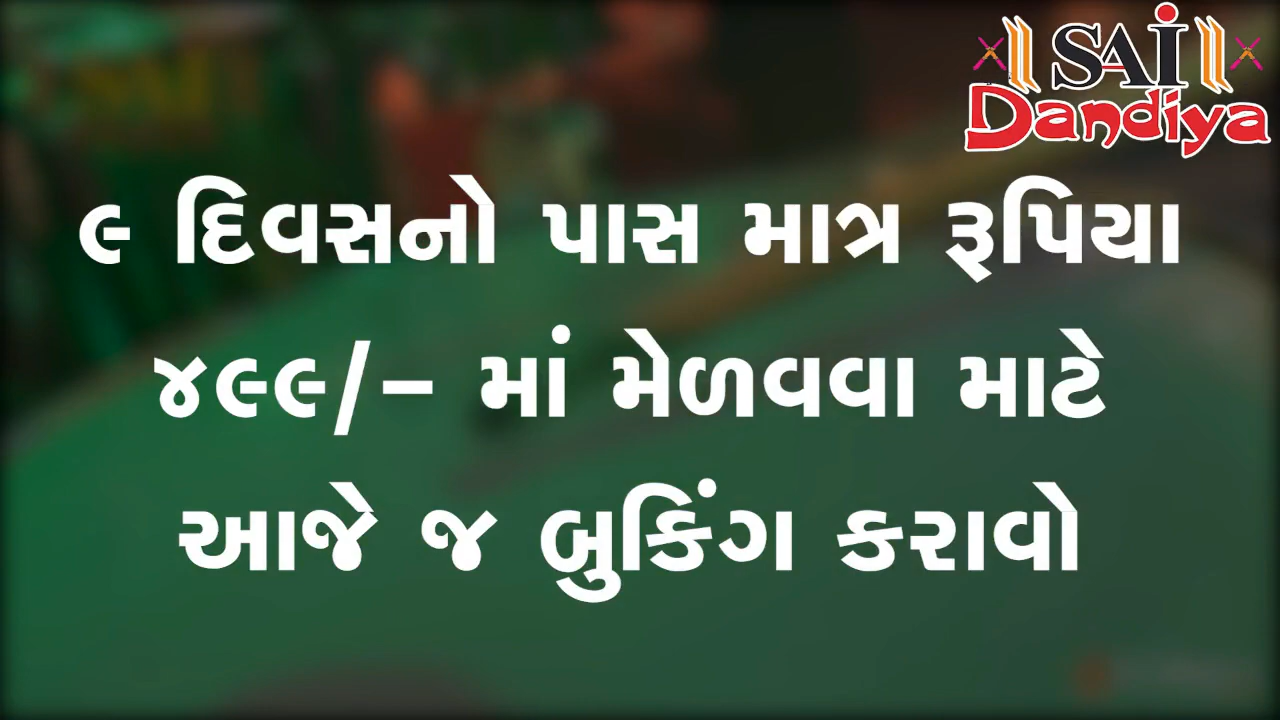 SAI
Dandiya
૯ દિવસનો પાસ માત્ર રૂપિયા
૪૯૯/- માં મેળવવા માટે
આજે જ બુકિંગ કરાવો